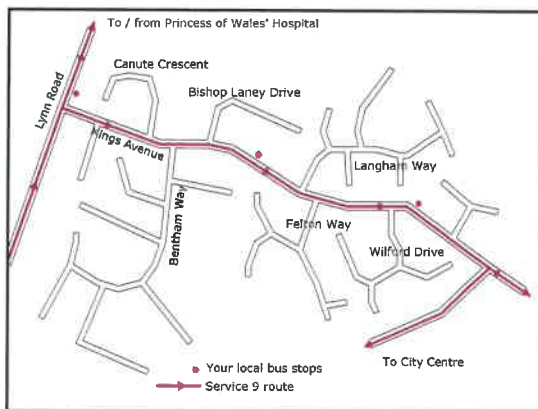 To / from Princess of Wales' Hospital
Canute Crescent
Bishop Laney Drive
Lynn Road
Kings Avenue
Langham Way
Bentham Way
Felton Way
Wilford Drive
To City Centre
Your local bus stops
Service 9 route